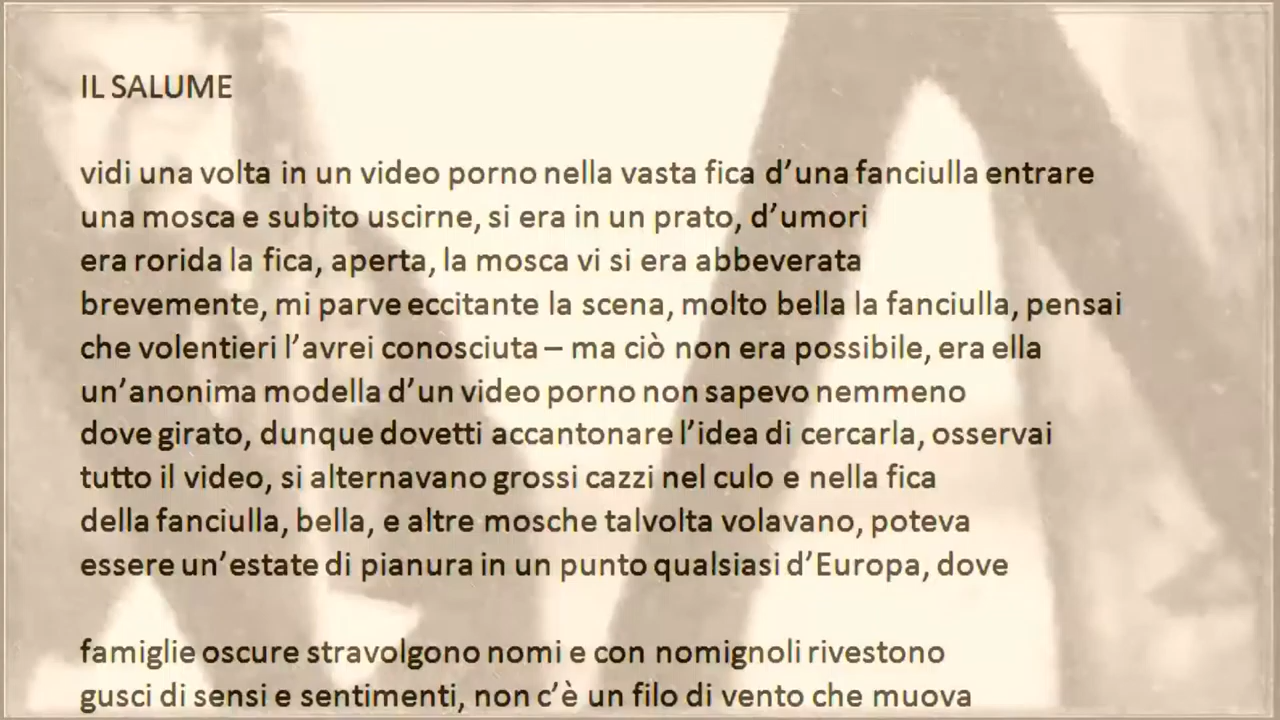 IL SALUME
vidi una volta in un video porno nella vasta fica d’una fanciulla entrare
una mosca e subito uscirne, si era in un prato, d’umori
era rorida la fica, aperta, la mosca vi si era abbeverata
brevemente, mi parve eccitante la scena, molto bella la fanciulla, pensai
che volentieri l’avrei conosciuta – ma ciò non era possibile, era ella
un’anonima modella d’un video porno non sapevo nemmeno
dove girato, dunque dovetti accantonare l’idea di cercarla, osservai
tutto il video, si alternavano grossi cazzi nel culo e nella fica
della fanciulla, bella, e altre mosche talvolta volavano, poteva
essere un’estate di pianura in un punto qualsiasi d’Europa, dove
famiglie oscure stravolgono nomi e con nomignoli rivestono
gusci di sensi e sentimenti, non c’è un filo di vento che muova